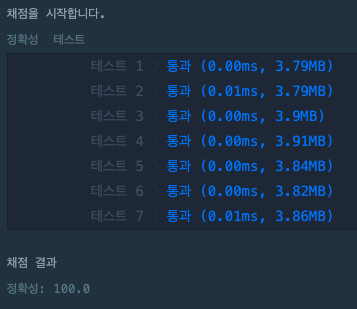 채점을 시작합니다.
정확성 테스트
테스트 1 〉 통과 (0.00ms, 3.79MB)
테스트 2 〉 통과 (0.01ms, 3.79MB)
테스트 3 〉 통과 (0.00ms, 3.9MB)
테스트 4 〉 통과 (0.00ms, 3.91MB)
테스트 5 〉 통과 (0.00ms, 3.84MB)
테스트 6 〉 통과 (0.00ms, 3.82MB)
테스트 7 〉 통과 (0.01ms, 3.86MB)
채점 결과
정확성: 100.0